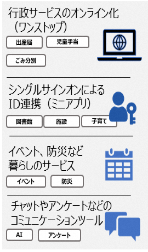 行政サービスのオンライン化
（ワンストップ）
出産届 児童手当
ごみ分別
シングルサインオンによる
ID連携（ミニアプリ）
図書館 施設 子育て
イベント、防災など
暮らしのサービス
イベント 防災
チャットやアンケートなどの
コミュニケーションツール
AI アンケート